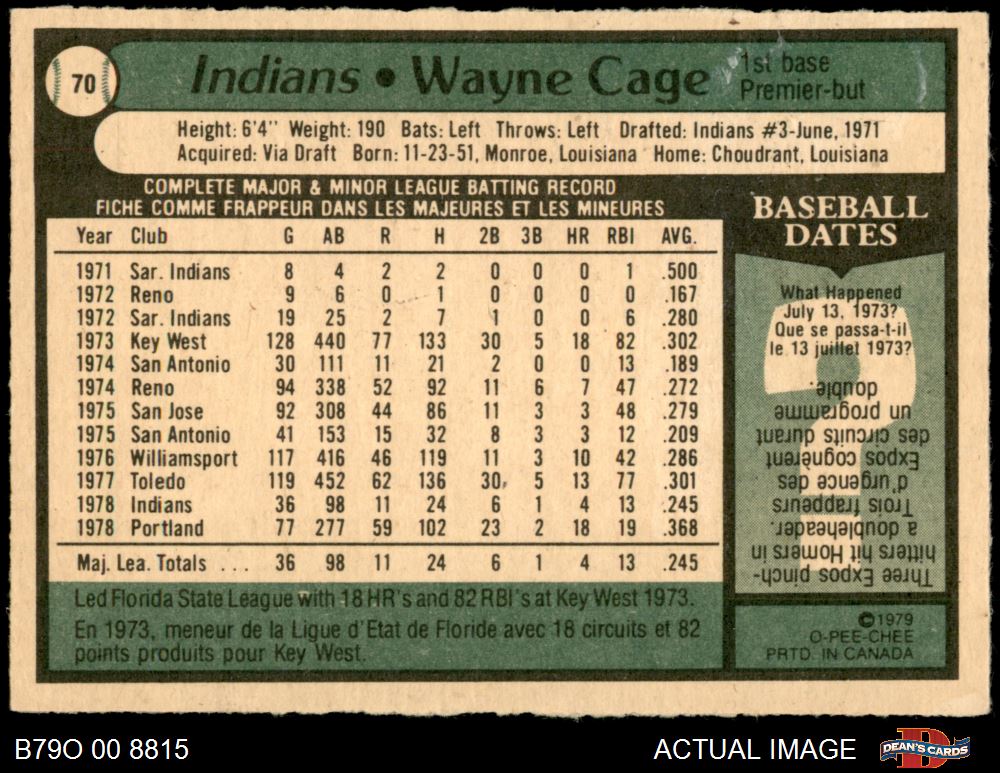 70
Indians • Wayne Cage
1st base
Premier-but
Height: 6'4" Weight: 190 Bats: Left Throws: Left Drafted: Indians #3-June, 1971
Acquired: Via Draft Born: 11-23-51, Monroe, Louisiana Home: Choudrant, Louisiana
COMPLETE MAJOR & MINOR LEAGUE BATTING RECORD
FICHE COMME FRAPPEUR DANS LES MAJEURES ET LES MINEURES
Year Club G AB R H 2B 3B HR RBI AVG.
1971 Sar. Indians 8 4 2 2 0 0 0 1 .500
1972 Reno 9 6 0 1 0 0 0 0 .167
1972 Sar. Indians 19 25 2 7 1 0 0 6 .280
1973 Key West 128 440 77 133 30 5 18 82 .302
1974 San Antonio 30 111 11 21 2 0 0 13 .189
1974 Reno 94 338 52 92 11 6 7 47 .272
1975 San Jose 92 308 44 86 11 3 3 48 .279
1975 San Antonio 41 153 15 32 8 3 3 12 .209
1976 Williamsport 117 416 46 119 11 3 10 42 .286
1977 Toledo 119 452 62 136 30 5 13 77 .301
1978 Indians 36 98 11 24 6 1 4 13 .245
1978 Portland 77 277 59 102 23 2 18 19 .368
Maj. Lea. Totals ... 36 98 11 24 6 1 4 13 .245
Led Florida State League with 18 HR's and 82 RBI's at Key West 1973.
En 1973, meneur de la Ligue d'Etat de Floride avec 18 circuits et 82
points produits pour Key West.
BASEBALL
DATES
What Happened
July 13, 1973?
Que se passa-t-il
le 13 juillet 1973?
Three Expos pinch-
hitters hit Homers in
a doubleheader.
Trois frappeurs
d'urgence des
Expos cognèrent
des circuits durant
un programme
double.
©1979
O-PEE-CHEE
PRTD. IN CANADA
B79O 00 8815
ACTUAL IMAGE
DEAN'S CARDS